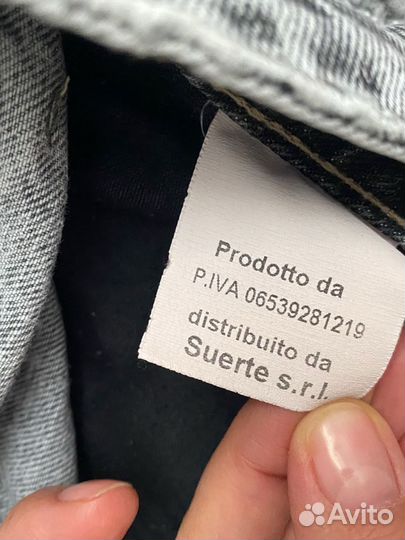 Prodotto da
P.IVA 06539281219
distribuito da
Suerte s.r.l.
Avito